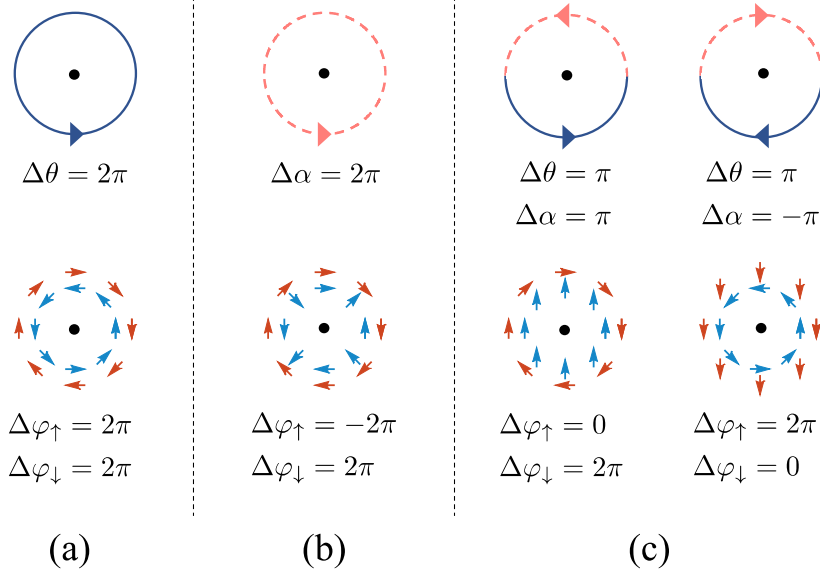 Δθ = 2π
Δα = 2π
Δθ = π
Δα = π
Δθ = π
Δα = −π
Δφ↑ = 2π
Δφ↓ = 2π
Δφ↑ = −2π
Δφ↓ = 2π
Δφ↑ = 0
Δφ↓ = 2π
Δφ↑ = 2π
Δφ↓ = 0
(a)
(b)
(c)